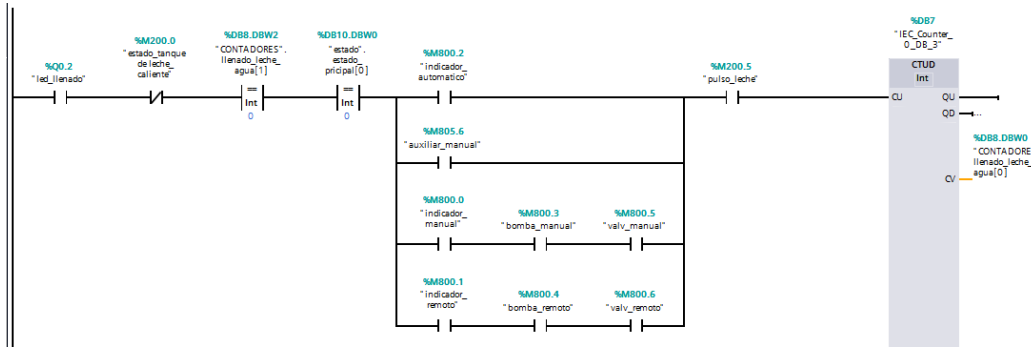 %Q0.2
"led_llenado"
%M200.0
"estado_tanque
de leche_
caliente"
%DB8.DBW2
"CONTADORES".
llenado_leche_
agua[1]
==
Int
0
%DB10.DBW0
"estado".
estado_
pricipal[0]
==
Int
0
%M800.2
"indicador_
automatico"
%M200.5
"pulso_leche"
%DB7
"IEC_Counter_
0_DB_3"
CTUD
Int
CU
QU
QD
...
%DB8.DBW0
"CONTADORE
llenado_leche_
agua[0]
CV
%M805.6
"auxiliar_manual"
%M800.0
"indicador_
manual"
%M800.3
"bomba_manual"
%M800.5
"valv_manual"
%M800.1
"indicador_
remoto"
%M800.4
"bomba_remoto"
%M800.6
"valv_remoto"